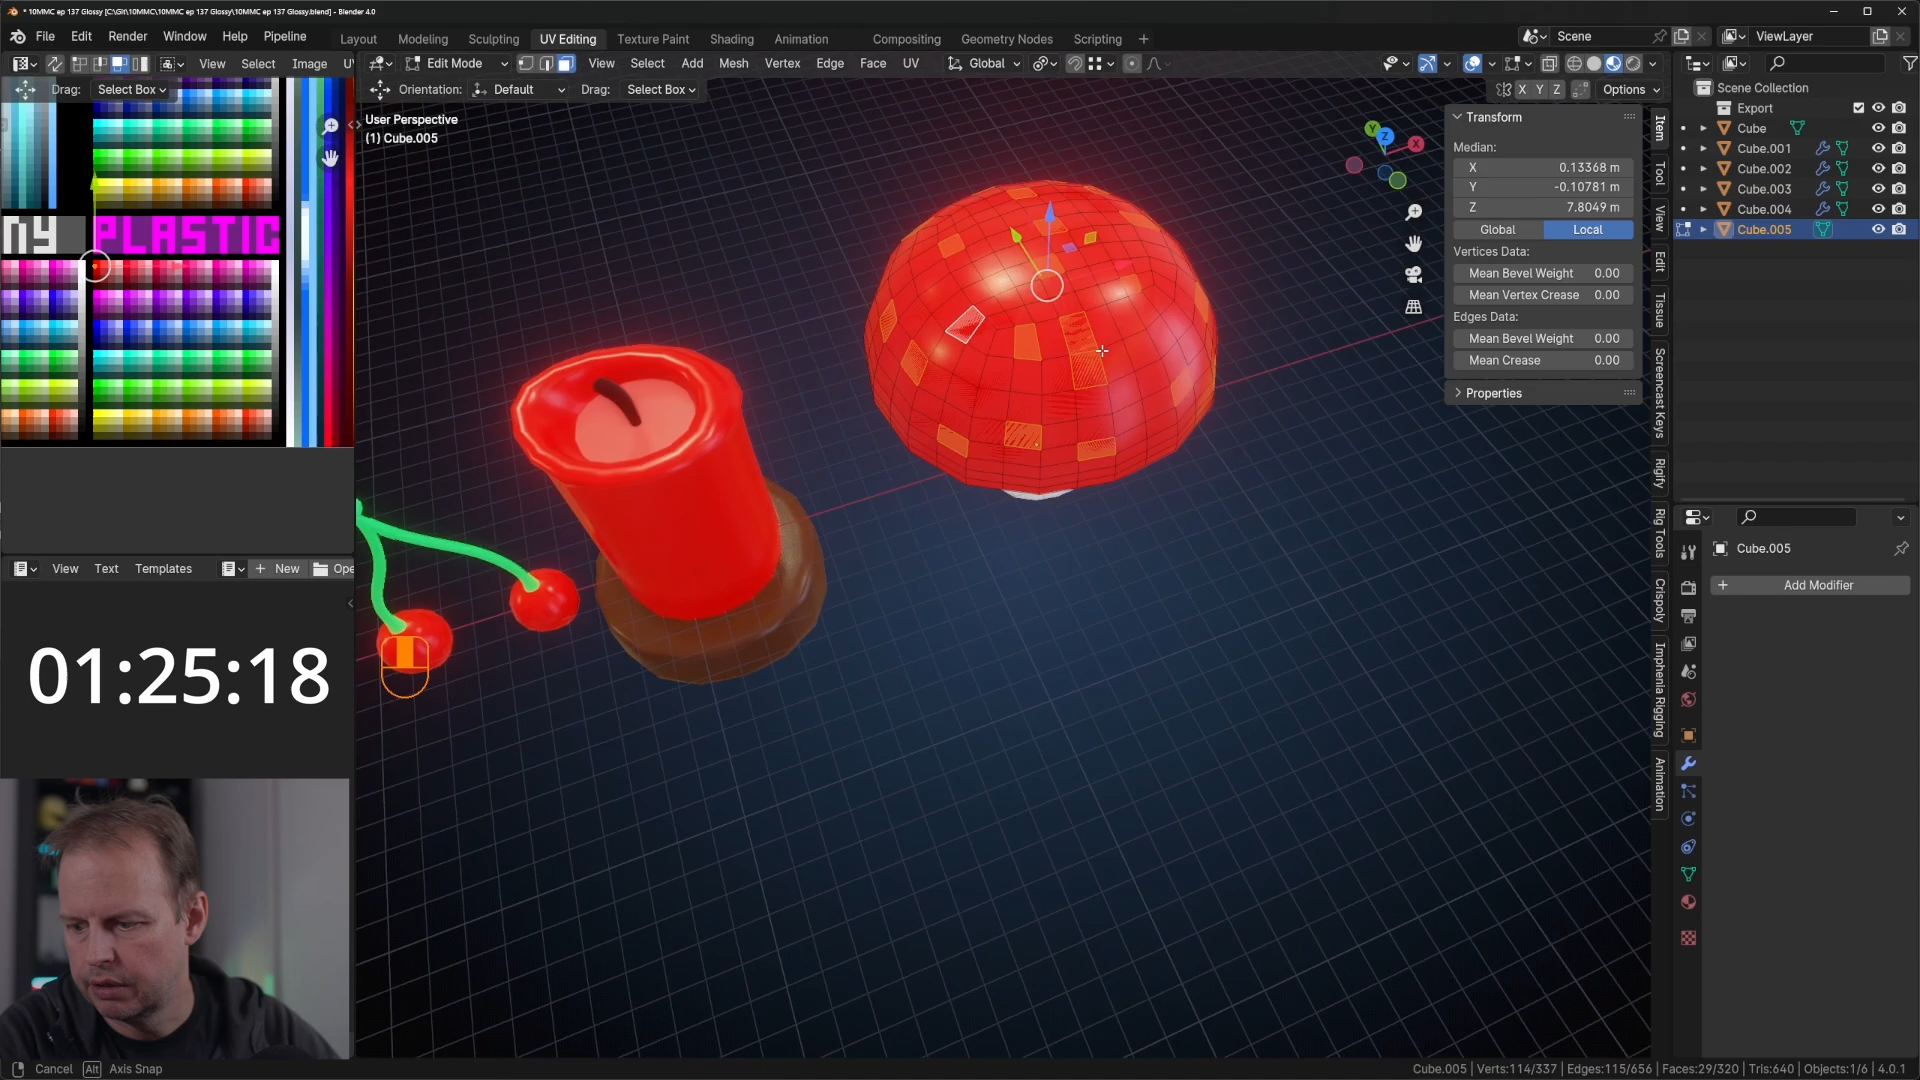 * 10MMC ep 137 Glossy [C:\Git\10MMC\10MMC ep 137 Glossy\10MMC ep 137 Glossy.blend] - Blender 4.0
File Edit Render Window Help Pipeline
Layout Modeling Sculpting UV Editing Texture Paint Shading Animation Compositing Geometry Nodes Scripting +
Scene
ViewLayer
View Select Image U
Edit Mode
View Select Add Mesh Vertex Edge Face UV
Global
Drag: Select Box
Orientation: Default Drag: Select Box
X Y Z Options
User Perspective
(1) Cube.005
Transform
Median:
X 0.13368 m
Y -0.10781 m
Z 7.8049 m
Global Local
Vertices Data:
Mean Bevel Weight 0.00
Mean Vertex Crease 0.00
Edges Data:
Mean Bevel Weight 0.00
Mean Crease 0.00
Properties
Item
Tool
View
Edit
Tissue
Screencast Keys
Rigify
Rig Tools
Crispoly
Imphenia Rigging
Animation
Scene Collection
Export
Cube
Cube.001
Cube.002
Cube.003
Cube.004
Cube.005
Cube.005
Add Modifier
NY PLASTIC
View Text Templates New Ope
01:25:18
Cancel Alt Axis Snap
Cube.005 | Verts:114/337 | Edges:115/656 | Faces:29/320 | Tris:640 | Objects:1/6 | 4.0.1